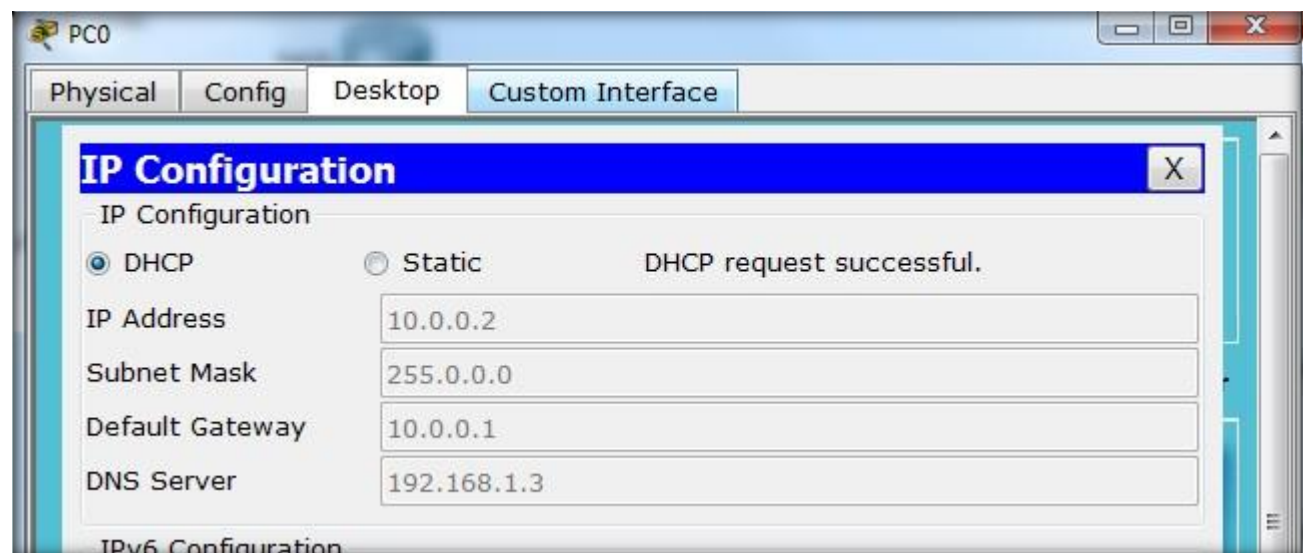 PC0
Physical Config Desktop Custom Interface
IP Configuration X
IP Configuration
DHCP Static DHCP request successful.
IP Address 10.0.0.2
Subnet Mask 255.0.0.0
Default Gateway 10.0.0.1
DNS Server 192.168.1.3
IPv6 Configuration